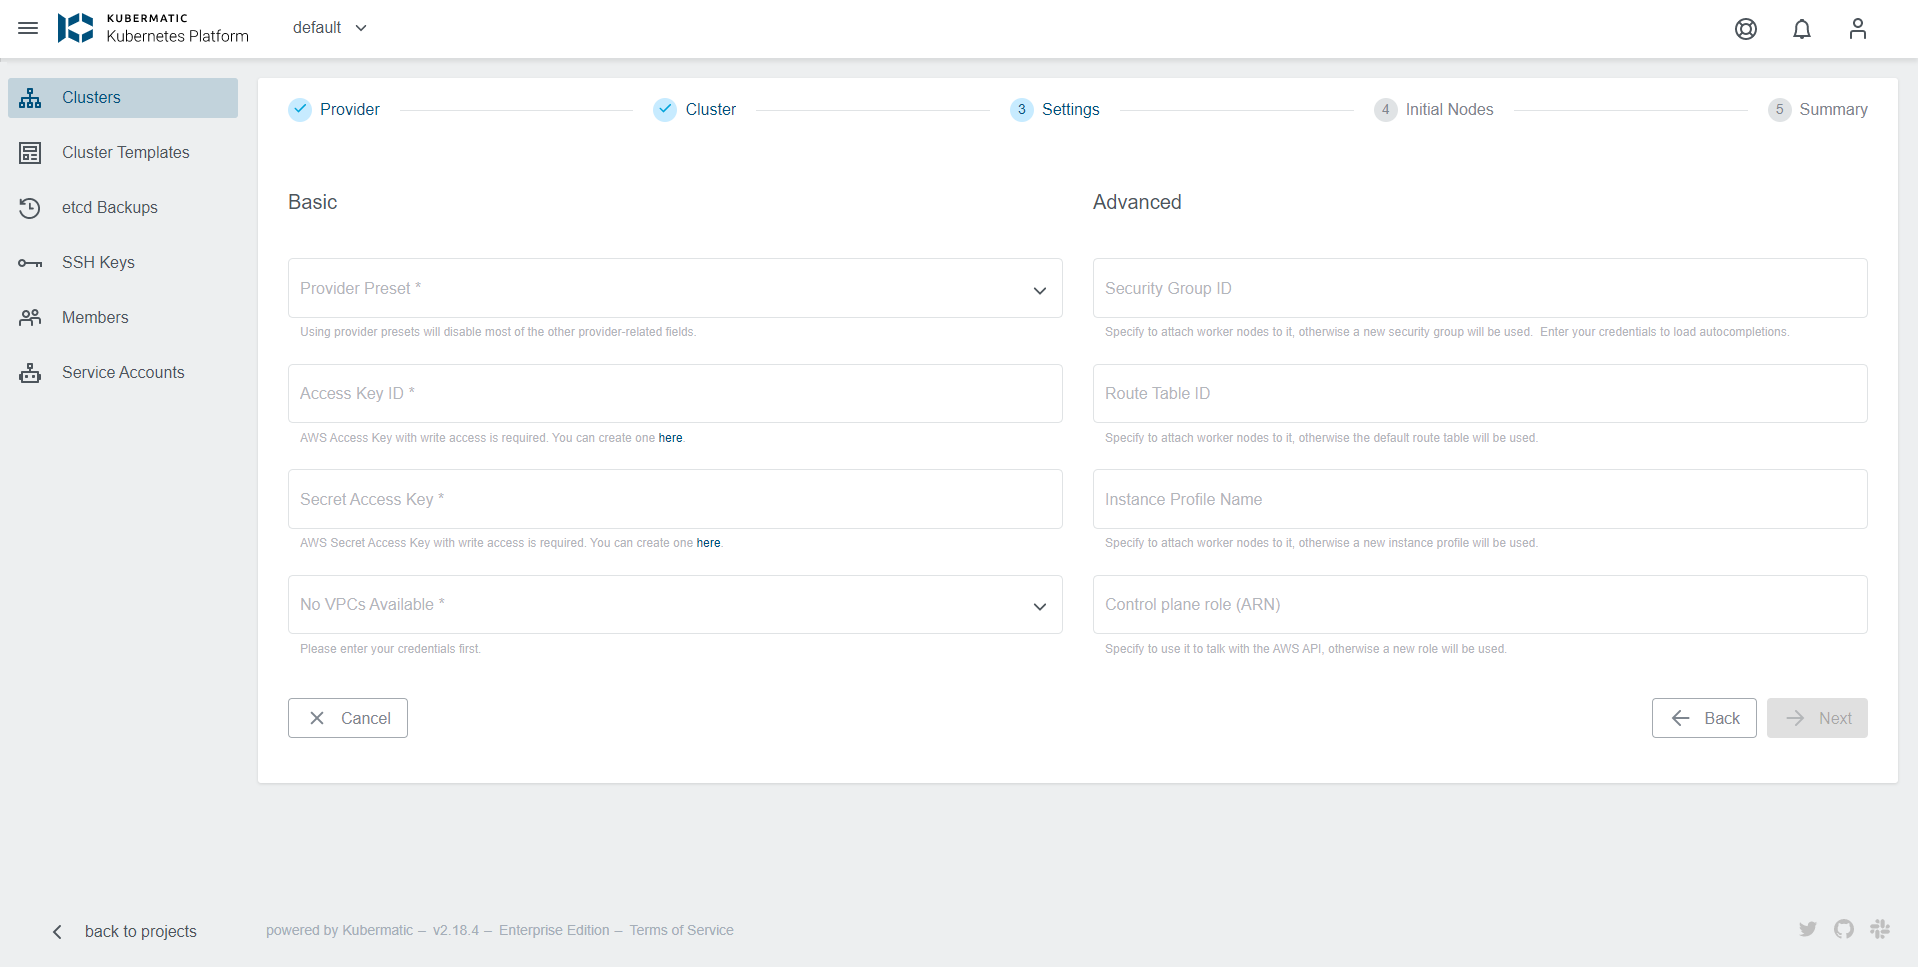 KUBERMATIC
Kubernetes Platform
default
Clusters
Cluster Templates
etcd Backups
SSH Keys
Members
Service Accounts
Provider
Cluster
3 Settings
4 Initial Nodes
5 Summary
Basic
Provider Preset *
Using provider presets will disable most of the other provider-related fields.
Access Key ID *
AWS Access Key with write access is required. You can create one here.
Secret Access Key *
AWS Secret Access Key with write access is required. You can create one here.
No VPCs Available *
Please enter your credentials first.
Advanced
Security Group ID
Specify to attach worker nodes to it, otherwise a new security group will be used. Enter your credentials to load autocompletions.
Route Table ID
Specify to attach worker nodes to it, otherwise the default route table will be used.
Instance Profile Name
Specify to attach worker nodes to it, otherwise a new instance profile will be used.
Control plane role (ARN)
Specify to use it to talk with the AWS API, otherwise a new role will be used.
Cancel
Back
Next
back to projects
powered by Kubermatic – v2.18.4 – Enterprise Edition – Terms of Service